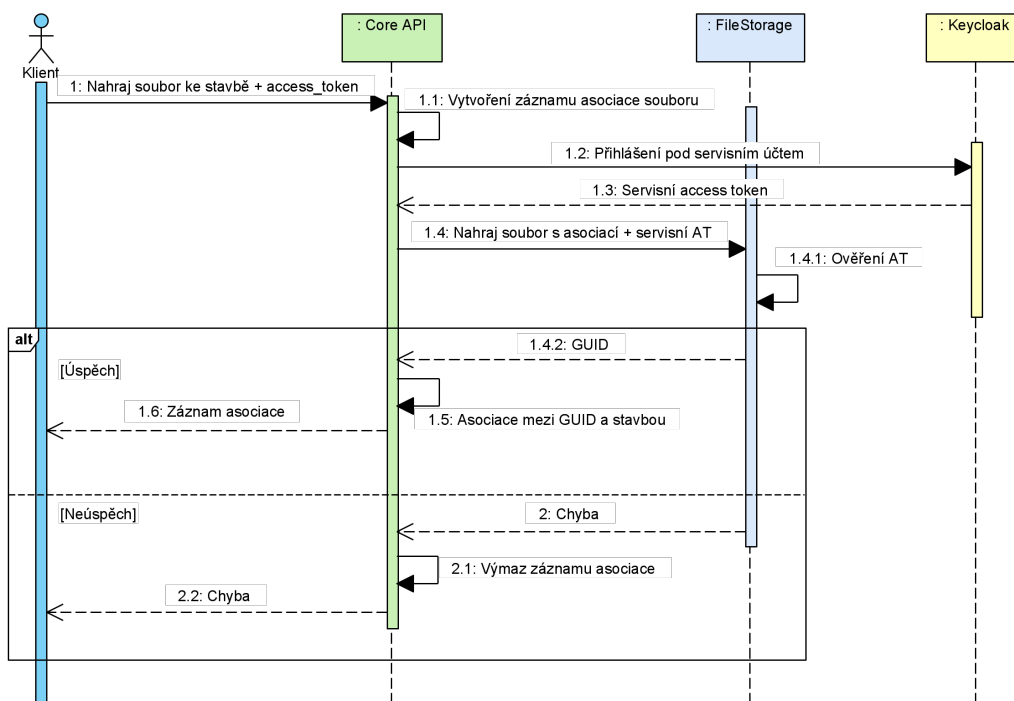 : Core API
: FileStorage
: Keycloak
Klient
1: Nahraj soubor ke stavbě + access_token
1.1: Vytvoření záznamu asociace souboru
1.2: Přihlášení pod servisním účtem
1.3: Servisní access token
1.4: Nahraj soubor s asociací + servisní AT
1.4.1: Ověření AT
alt
1.4.2: GUID
[Úspěch]
1.6: Záznam asociace
1.5: Asociace mezi GUID a stavbou
[Neúspěch]
2: Chyba
2.1: Výmaz záznamu asociace
2.2: Chyba